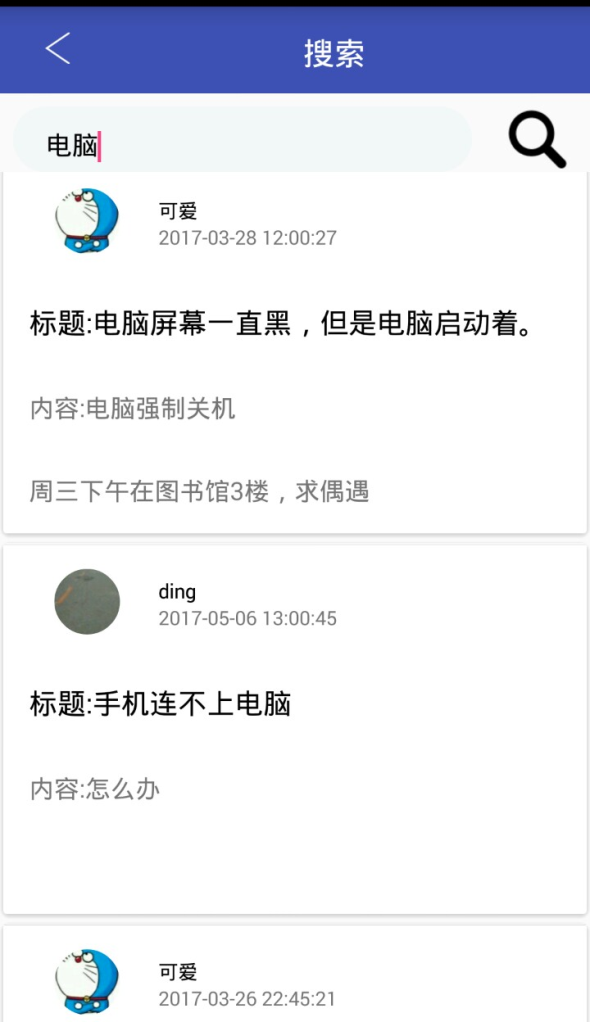 搜索
电脑
可爱
2017-03-28 12:00:27
标题:电脑屏幕一直黑，但是电脑启动着。
内容:电脑强制关机
周三下午在图书馆3楼，求偶遇
ding
2017-05-06 13:00:45
标题:手机连不上电脑
内容:怎么办
可爱
2017-03-26 22:45:21